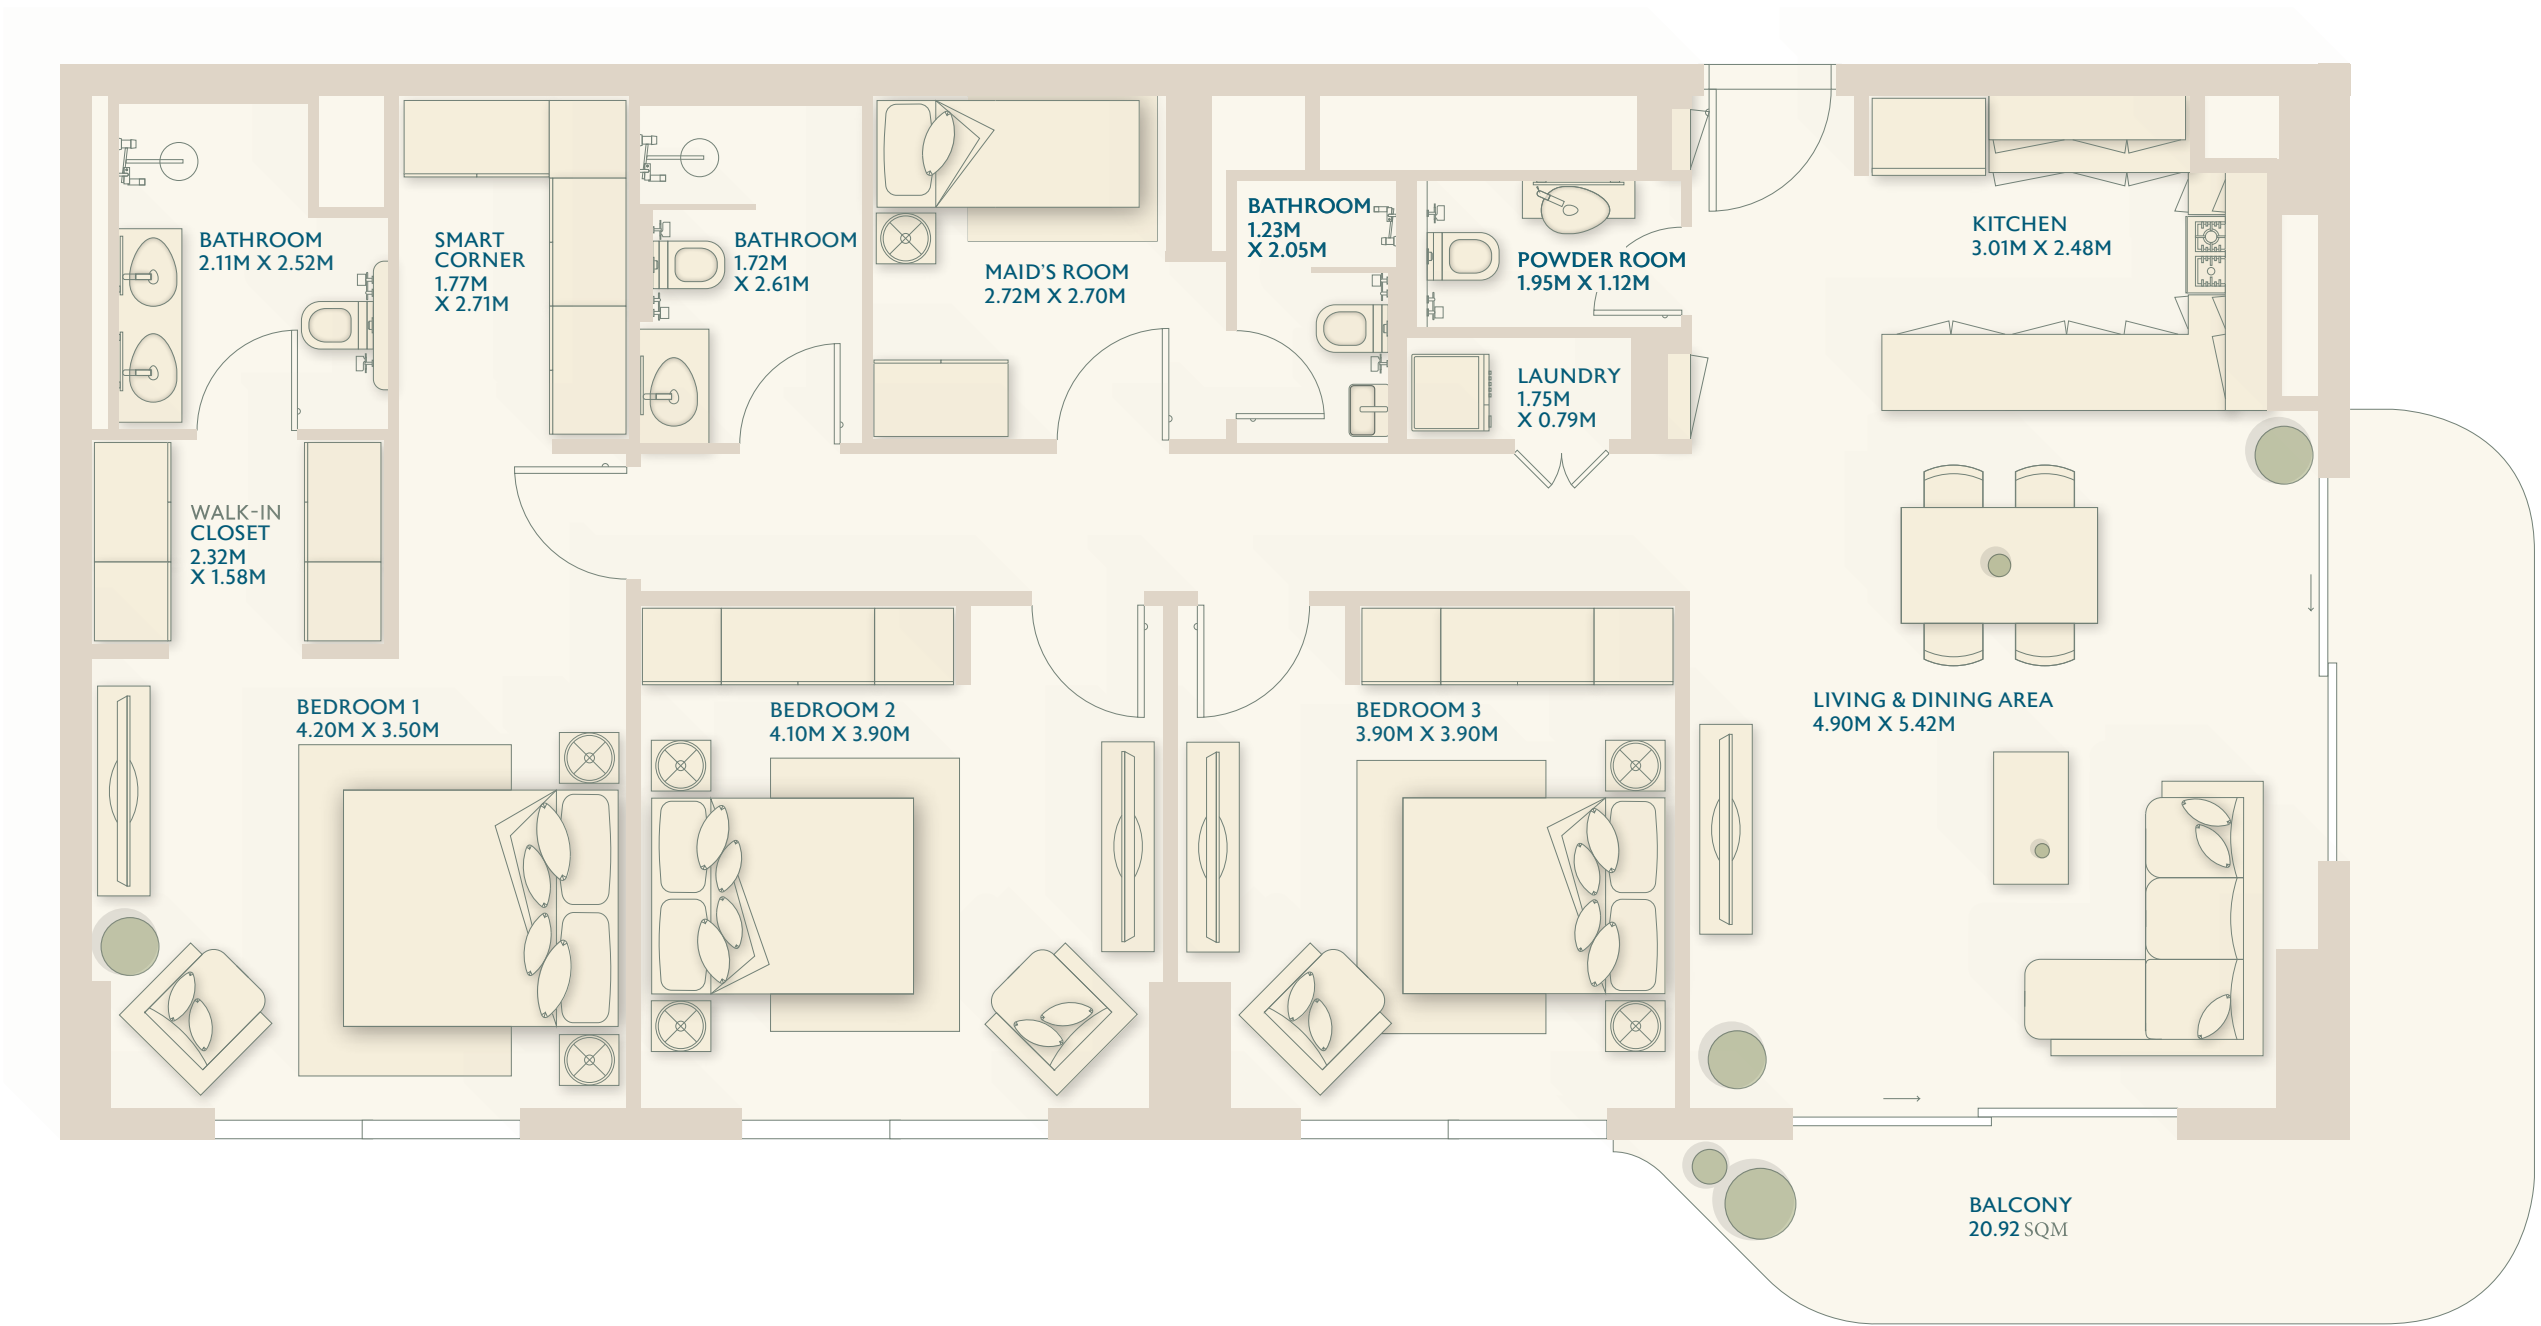 BATHROOM
2.11M X 2.52M
SMART
CORNER
1.77M
X 2.71M
BATHROOM
1.72M
X 2.61M
MAID'S ROOM
2.72M X 2.70M
BATHROOM
1.23M
X 2.05M
POWDER ROOM
1.95M X 1.12M
KITCHEN
3.01M X 2.48M
LAUNDRY
1.75M
X 0.79M
WALK-IN
CLOSET
2.32M
X 1.58M
BEDROOM 1
4.20M X 3.50M
BEDROOM 2
4.10M X 3.90M
BEDROOM 3
3.90M X 3.90M
LIVING & DINING AREA
4.90M X 5.42M
BALCONY
20.92 SQM